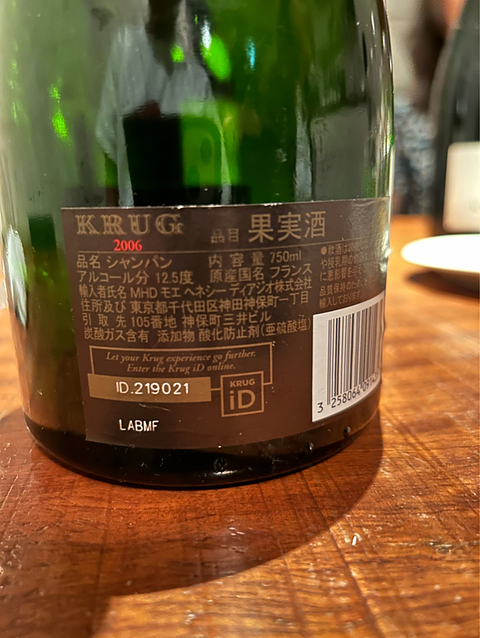 KRUG
2006
品目 果実酒
品名 シャンパン 内容量 750ml
アルコール分 12.5度 原産国名 フランス
輸入者氏名 MHD モエ ヘネシー ディアジオ株式会社
住所及び 東京都千代田区神田神保町一丁目
引取先 105番地 神保町三井ビル
炭酸ガス含有 添加物 酸化防止剤(亜硫酸塩)
Let your Krug experience go further.
Enter the Krug iD online.
ID.219021
KRUG
iD
LABMF
3 258064